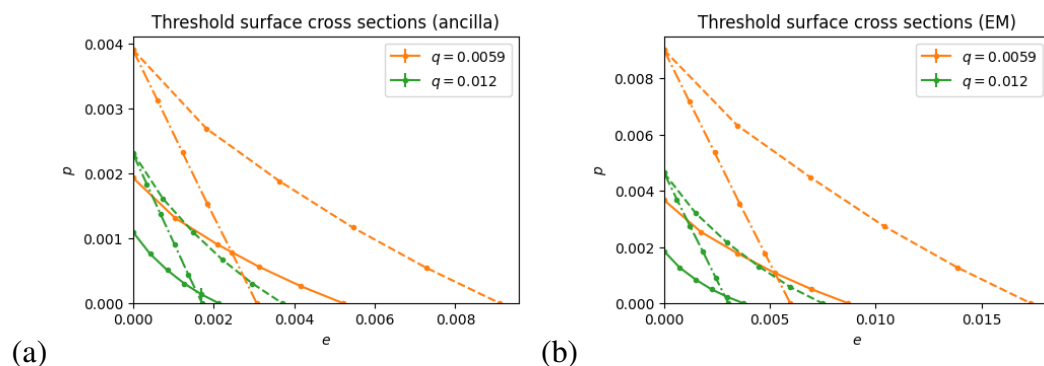 Threshold surface cross sections (ancilla)
0.004
0.003
0.002
0.001
0.000
p
q = 0.0059
q = 0.012
0.000 0.002 0.004 0.006 0.008
e
(a)
Threshold surface cross sections (EM)
0.008
0.006
0.004
0.002
0.000
p
q = 0.0059
q = 0.012
0.000 0.005 0.010 0.015
e
(b)